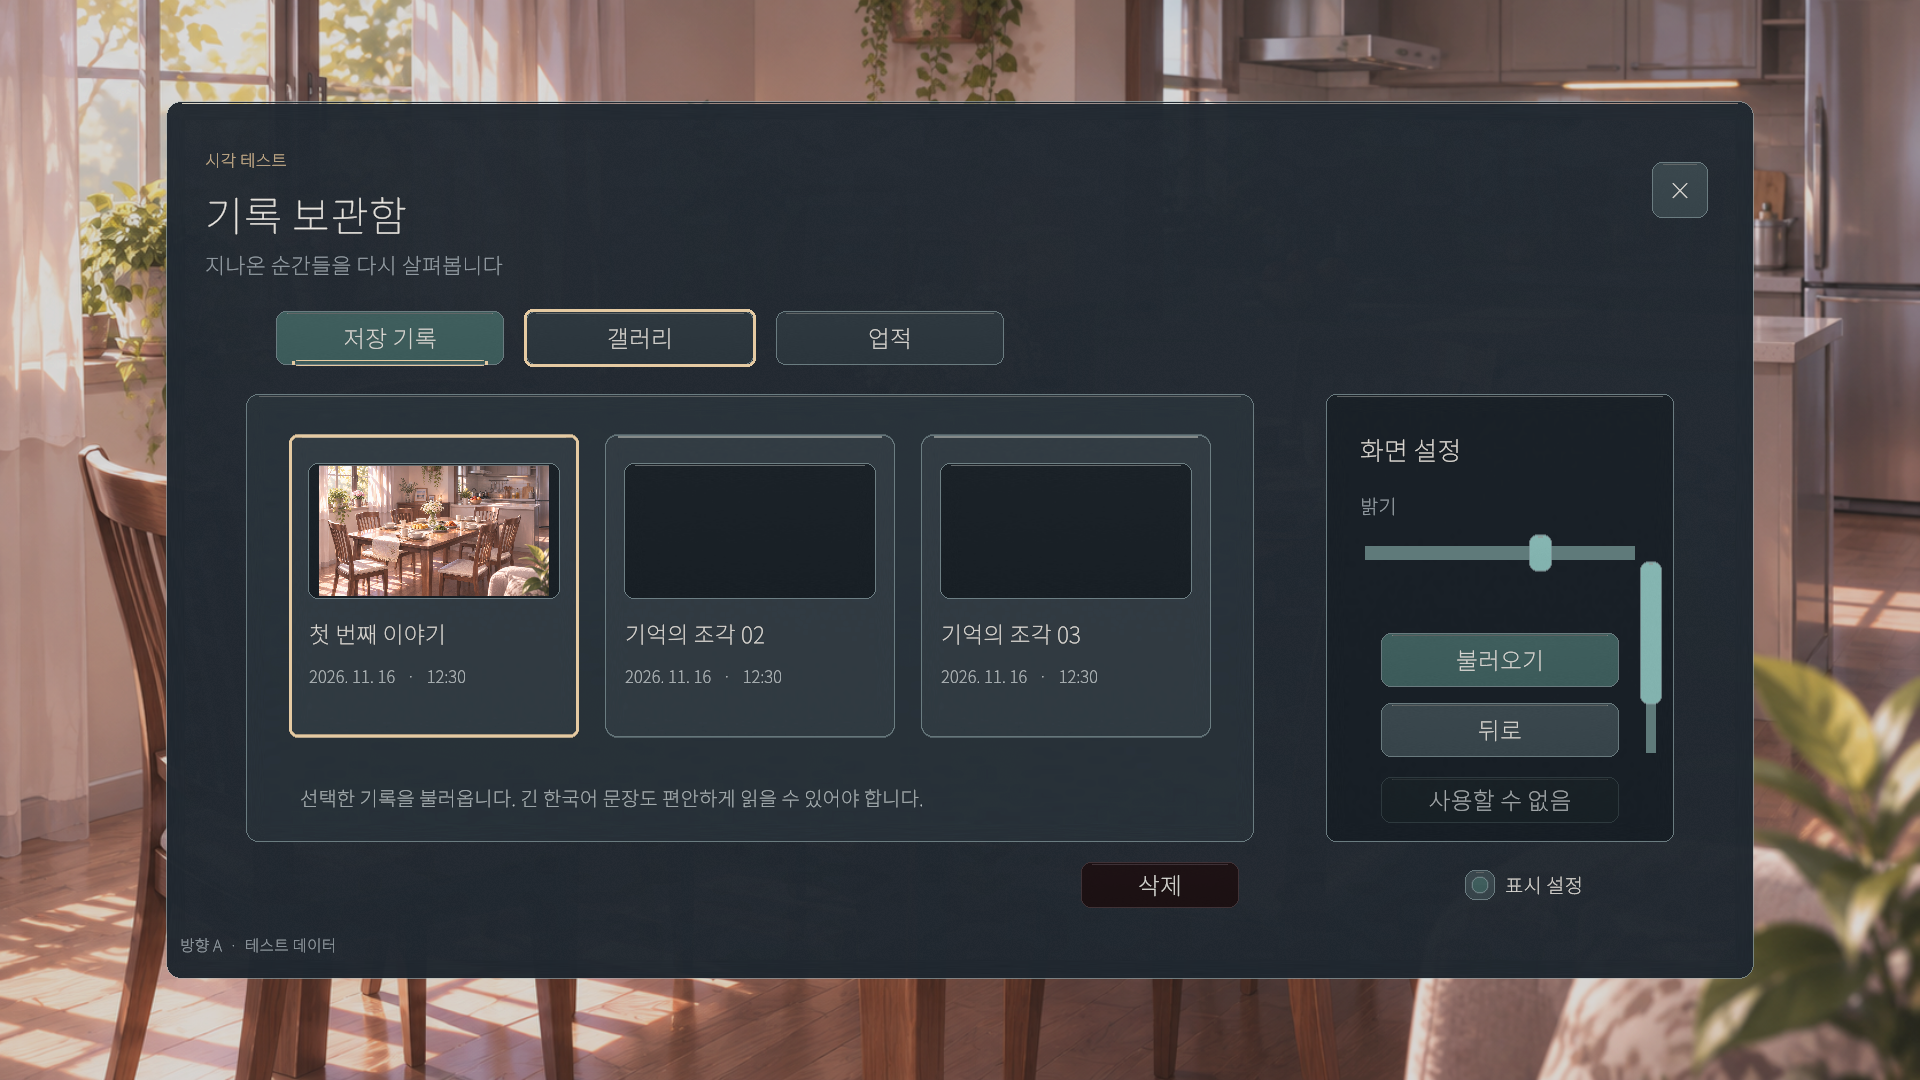 시각 테스트
기록 보관함
지나온 순간들을 다시 살펴봅니다
저장 기록
갤러리
업적
첫 번째 이야기
2026. 11. 16 · 12:30
기억의 조각 02
2026. 11. 16 · 12:30
기억의 조각 03
2026. 11. 16 · 12:30
선택한 기록을 불러옵니다. 긴 한국어 문장도 편안하게 읽을 수 있어야 합니다.
화면 설정
밝기
불러오기
뒤로
사용할 수 없음
삭제
표시 설정
방향 A · 테스트 데이터